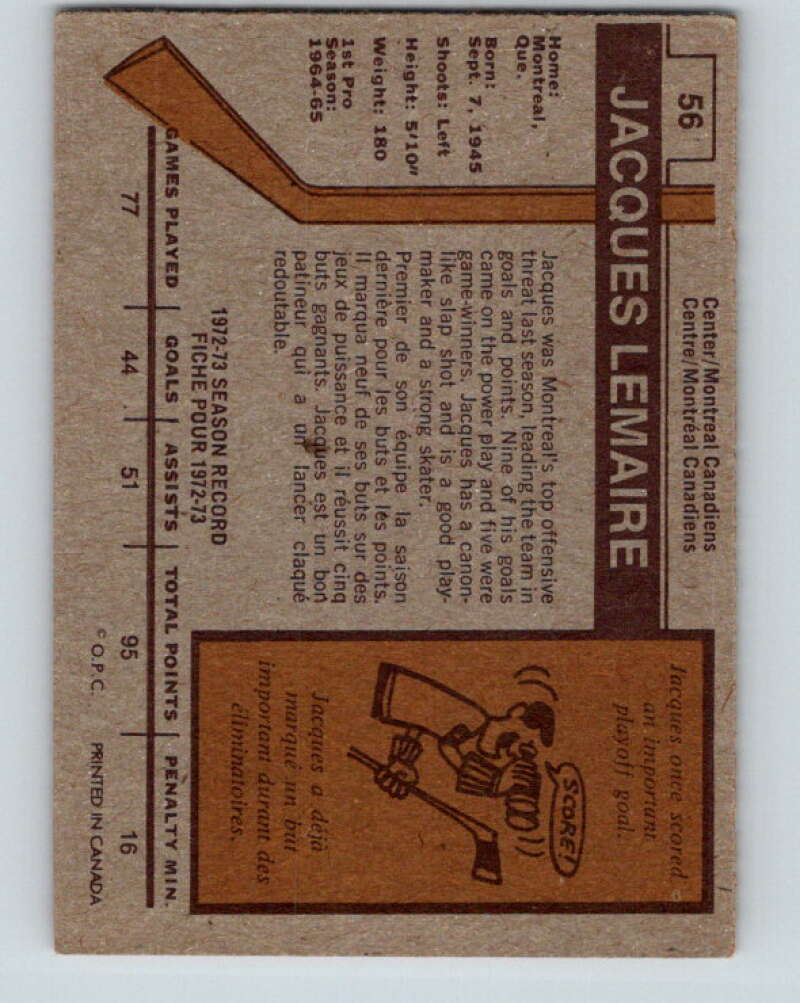 56
Center/Montreal Canadiens
Centre/Montréal Canadiens
JACQUES LEMAIRE
Home:
Montreal,
Que.
Born:
Sept. 7, 1945
Shoots: Left
Height: 5'10"
Weight: 180
1st Pro
Season:
1964-65
Jacques was Montreal's top offensive
threat last season, leading the team in
goals and points. Nine of his goals
came on the power play and five were
game-winners. Jacques has a canon-
like slap shot and is a good play-
maker and a strong skater.
Premier de son équipe la saison
dernière pour les buts et les points.
Il marqua neuf de ses buts sur des
jeux de puissance et il réussit cinq
buts gagnants. Jacques est un bon
patineur qui a un lancer claqué
redoutable.
Jacques once scored
an important
playoff goal.
SCORE!
Jacques a déjà
marqué un but
important durant des
éliminatoires.
1972-73 SEASON RECORD
FICHE POUR 1972-73
GAMES PLAYED GOALS ASSISTS TOTAL POINTS PENALTY MIN.
77 44 51 95 16
© O.P.C. PRINTED IN CANADA